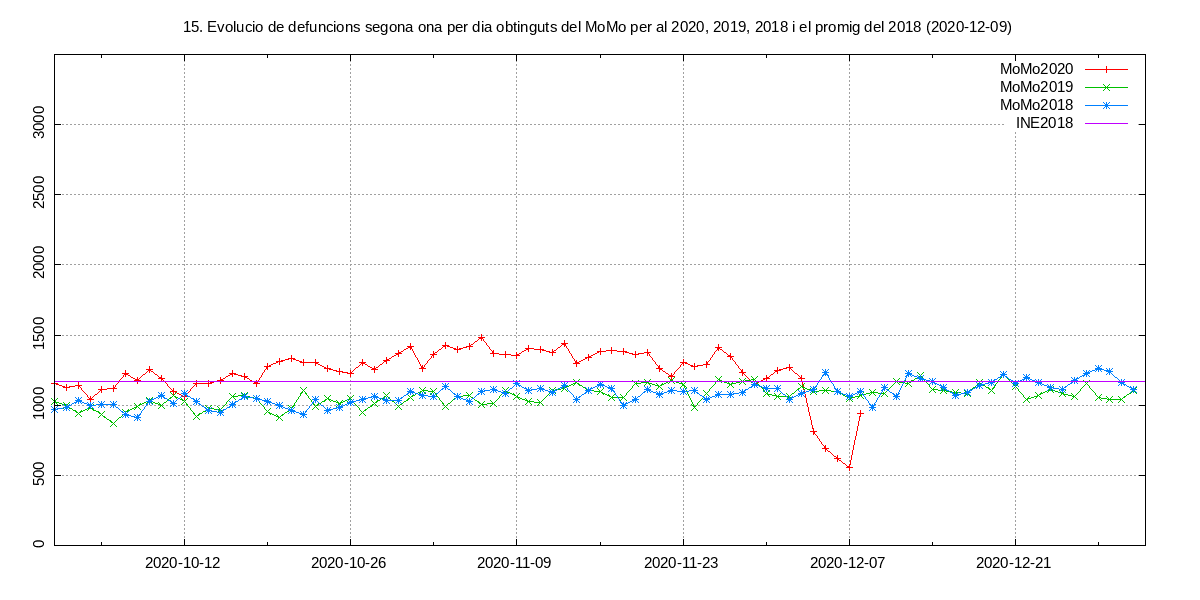 15. Evolucio de defuncions segona ona per dia obtinguts del MoMo per al 2020, 2019, 2018 i el promig del 2018 (2020-12-09)
MoMo2020
MoMo2019
MoMo2018
INE2018
3000
2500
2000
1500
1000
500
0
2020-10-12 2020-10-26 2020-11-09 2020-11-23 2020-12-07 2020-12-21